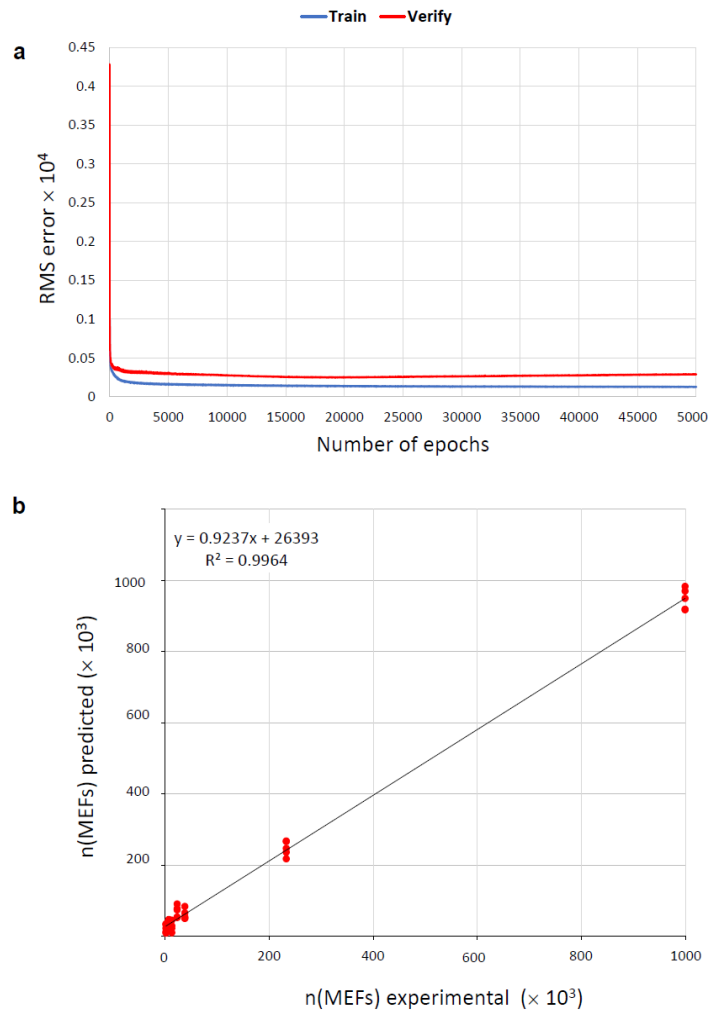 Train Verify
a
0.45
0.4
0.35
0.3
0.25
0.2
0.15
0.1
0.05
0
RMS error × 10⁴
0 5000 10000 15000 20000 25000 30000 35000 40000 45000 50000
Number of epochs
b
y = 0.9237x + 26393
R² = 0.9964
1000
800
600
400
200
n(MEFs) predicted (× 10³)
0 200 400 600 800 1000
n(MEFs) experimental (× 10³)